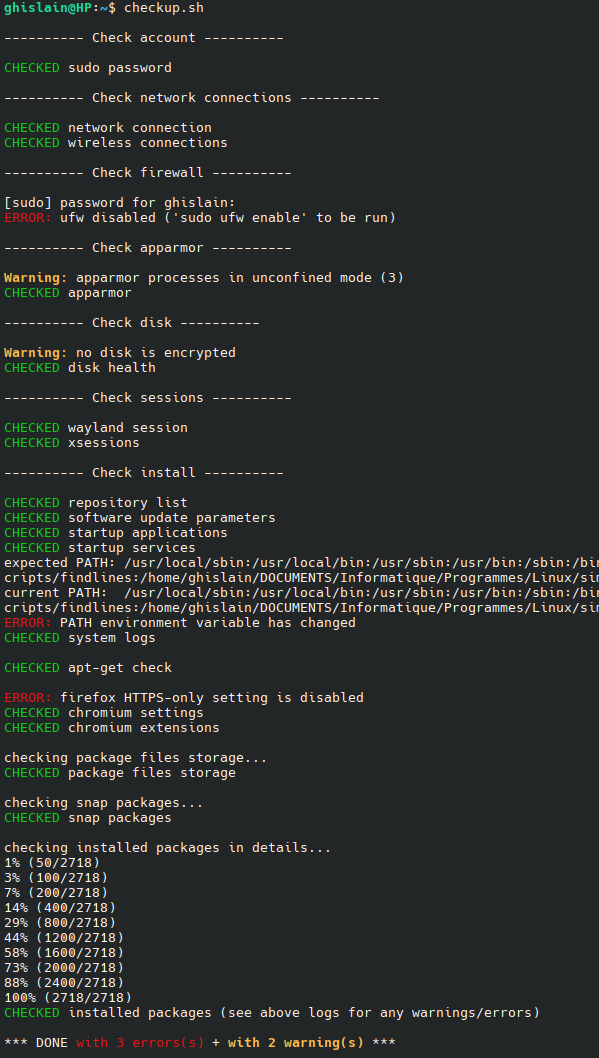 ghislain@HP:~$ checkup.sh
---------- Check account ----------
CHECKED sudo password
---------- Check network connections ----------
CHECKED network connection
CHECKED wireless connections
---------- Check firewall ----------
[sudo] password for ghislain:
ERROR: ufw disabled ('sudo ufw enable' to be run)
---------- Check apparmor ----------
Warning: apparmor processes in unconfined mode (3)
CHECKED apparmor
---------- Check disk ----------
Warning: no disk is encrypted
CHECKED disk health
---------- Check sessions ----------
CHECKED wayland session
CHECKED xsessions
---------- Check install ----------
CHECKED repository list
CHECKED software update parameters
CHECKED startup applications
CHECKED startup services
expected PATH: /usr/local/sbin:/usr/local/bin:/usr/sbin:/usr/bin:/sbin:/bin
cripts/findlines:/home/ghislain/DOCUMENTS/Informatique/Programmes/Linux/sim
current PATH:  /usr/local/sbin:/usr/local/bin:/usr/sbin:/usr/bin:/sbin:/bin
cripts/findlines:/home/ghislain/DOCUMENTS/Informatique/Programmes/Linux/sim
ERROR: PATH environment variable has changed
CHECKED system logs
CHECKED apt-get check
ERROR: firefox HTTPS-only setting is disabled
CHECKED chromium settings
CHECKED chromium extensions
checking package files storage...
CHECKED package files storage
checking snap packages...
CHECKED snap packages
checking installed packages in details...
1% (50/2718)
3% (100/2718)
7% (200/2718)
14% (400/2718)
29% (800/2718)
44% (1200/2718)
58% (1600/2718)
73% (2000/2718)
88% (2400/2718)
100% (2718/2718)
CHECKED installed packages (see above logs for any warnings/errors)
*** DONE with 3 errors(s) + with 2 warning(s) ***